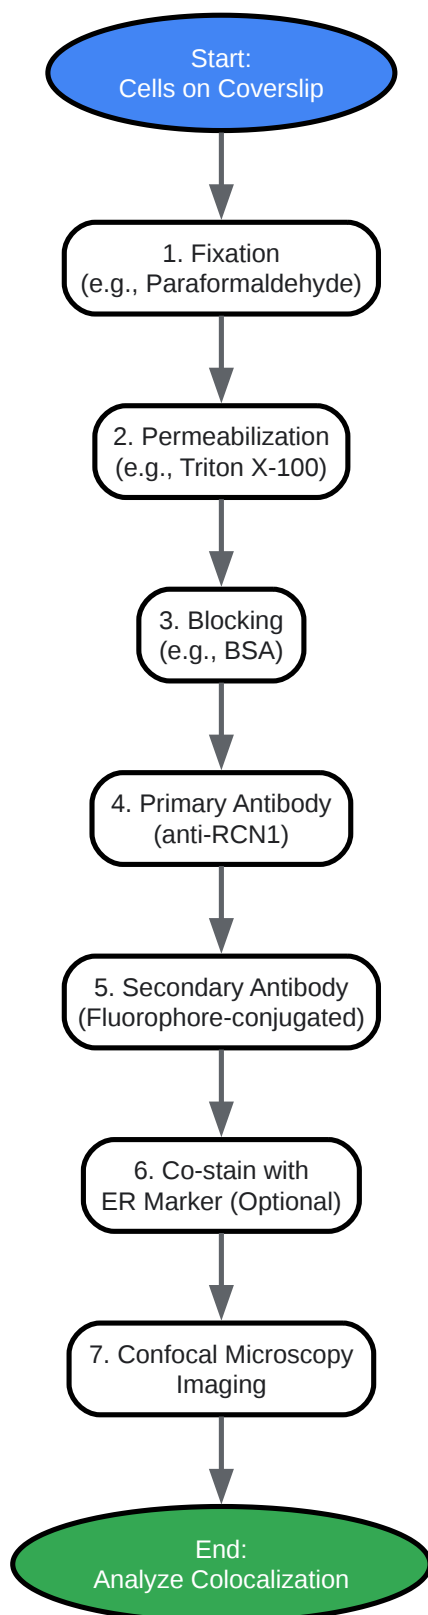 Start:
Cells on Coverslip
1. Fixation
(e.g., Paraformaldehyde)
2. Permeabilization
(e.g., Triton X-100)
3. Blocking
(e.g., BSA)
4. Primary Antibody
(anti-RCN1)
5. Secondary Antibody
(Fluorophore-conjugated)
6. Co-stain with
ER Marker (Optional)
7. Confocal Microscopy
Imaging
End:
Analyze Colocalization